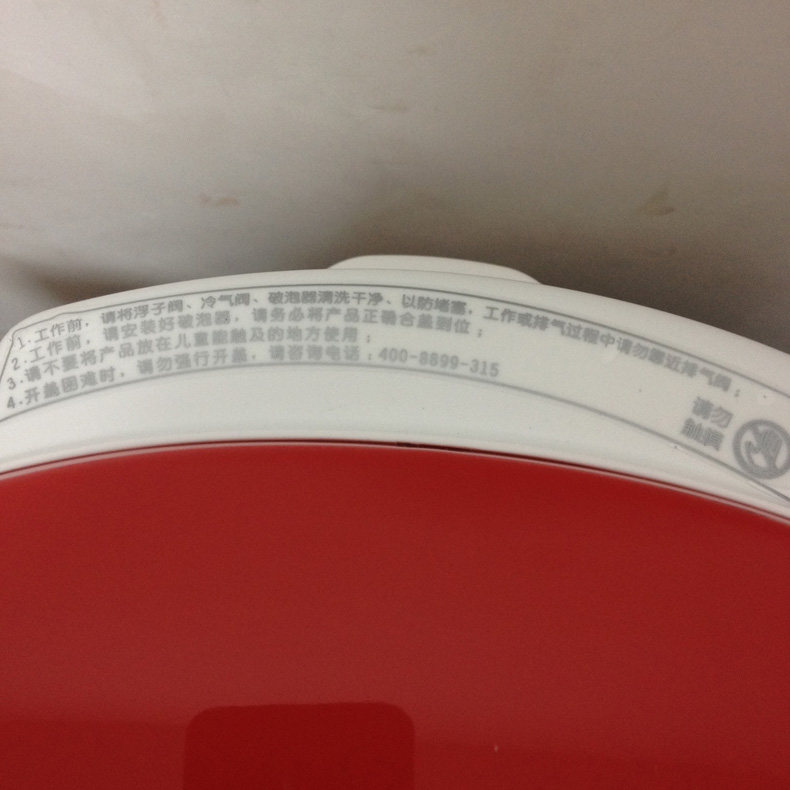 1.工作前，请将浮子阀、冷气阀、破泡器清洗干净、以防堵塞，工作或排气过程中请勿靠近排气阀；
2.工作前，请安装好破泡器，请务必将产品正确合盖到位；
3.请不要将产品放在儿童能触及的地方使用；
4.开盖困难时，请勿强行开盖，请咨询电话：400-8899-315
请勿
触摸